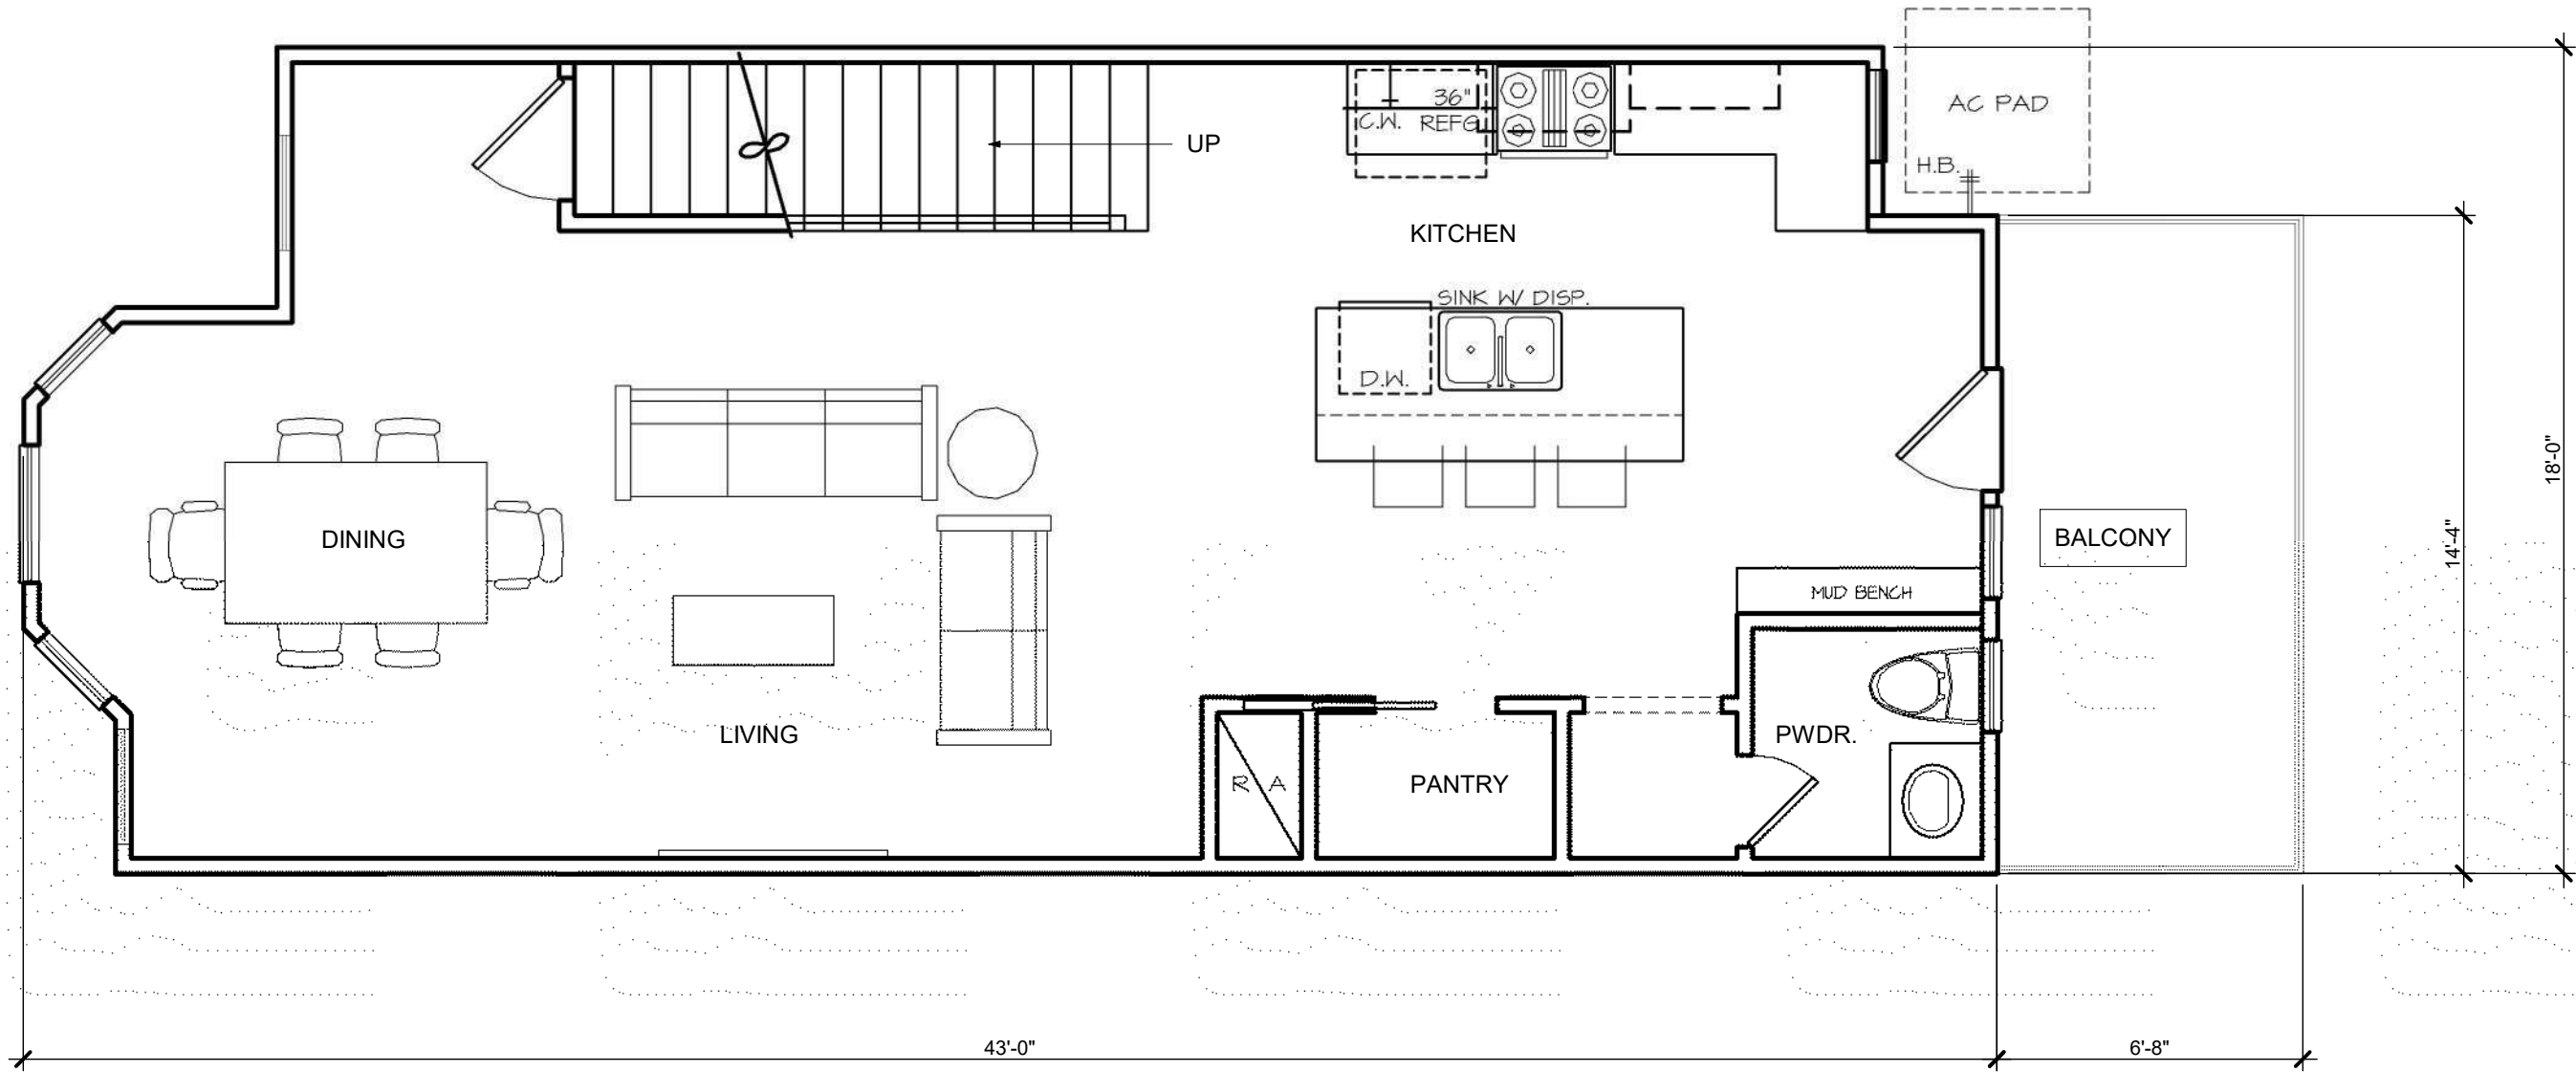 AC PAD
36"
C.W. REFG
UP
H.B.
KITCHEN
SINK W/ DISP.
D.W.
18'-0"
DINING
BALCONY
14'-4"
MUD BENCH
LIVING
PWDR.
R A
PANTRY
43'-0"
6'-8"